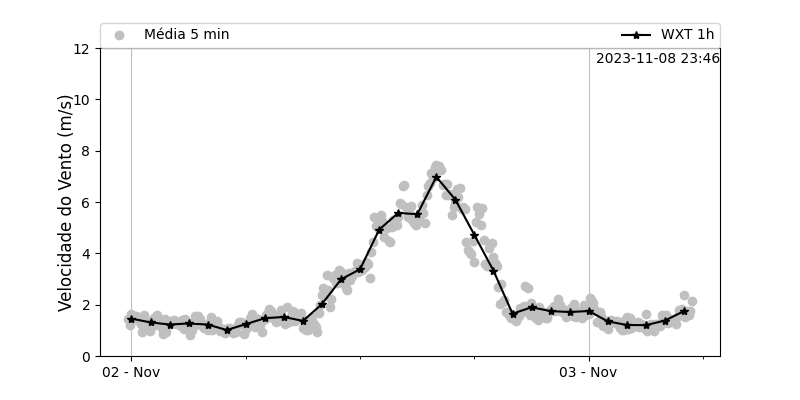 Média 5 min
WXT 1h
2023-11-08 23:46
Velocidade do Vento (m/s)
12
10
8
6
4
2
0
02 - Nov
03 - Nov